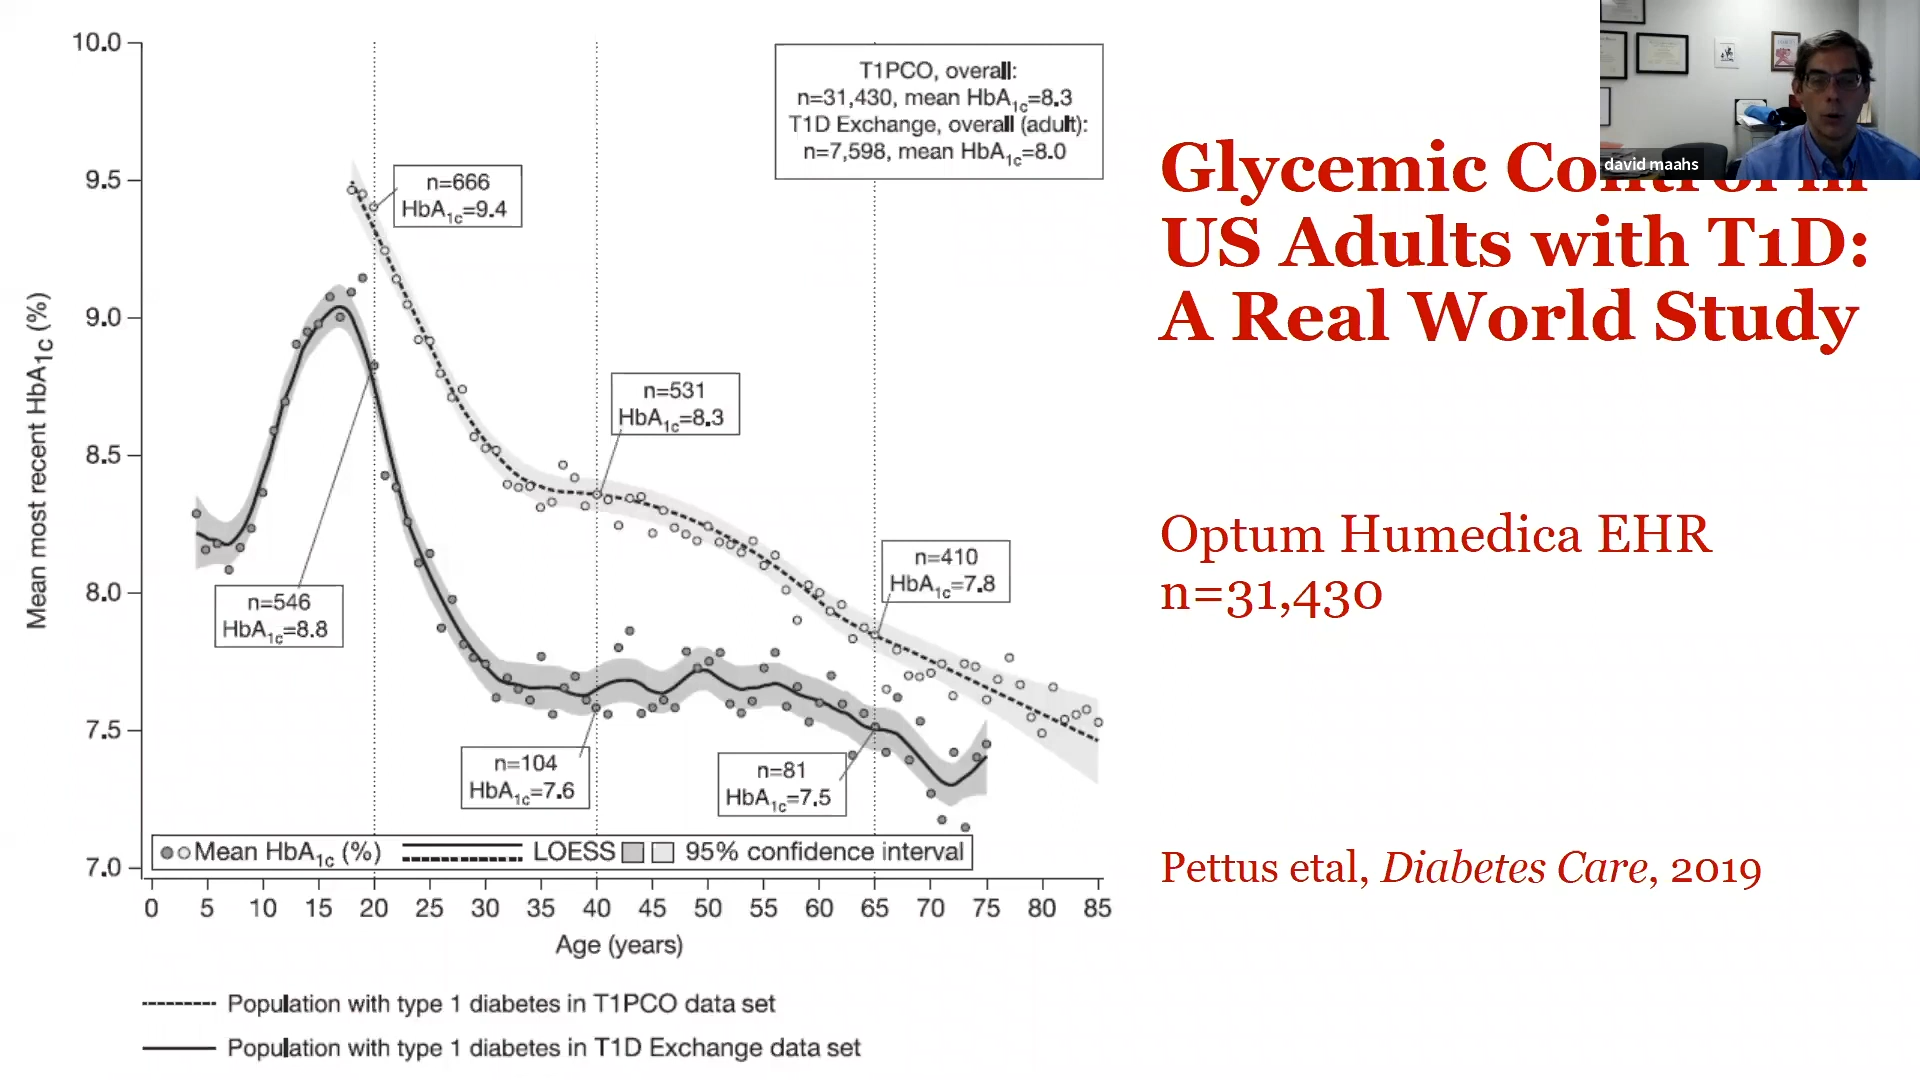 10.0
9.5
9.0
8.5
8.0
7.5
7.0
Mean most recent HbA1c (%)
T1PCO, overall:
n=31,430, mean HbA1c=8.3
T1D Exchange, overall (adult):
n=7,598, mean HbA1c=8.0
n=666
HbA1c=9.4
n=531
HbA1c=8.3
n=410
HbA1c=7.8
n=546
HbA1c=8.8
n=104
HbA1c=7.6
n=81
HbA1c=7.5
Mean HbA1c (%) LOESS 95% confidence interval
0 5 10 15 20 25 30 35 40 45 50 55 60 65 70 75 80 85
Age (years)
Population with type 1 diabetes in T1PCO data set
Population with type 1 diabetes in T1D Exchange data set
david maahs
Glycemic Control in
US Adults with T1D:
A Real World Study
Optum Humedica EHR
n=31,430
Pettus etal, Diabetes Care, 2019